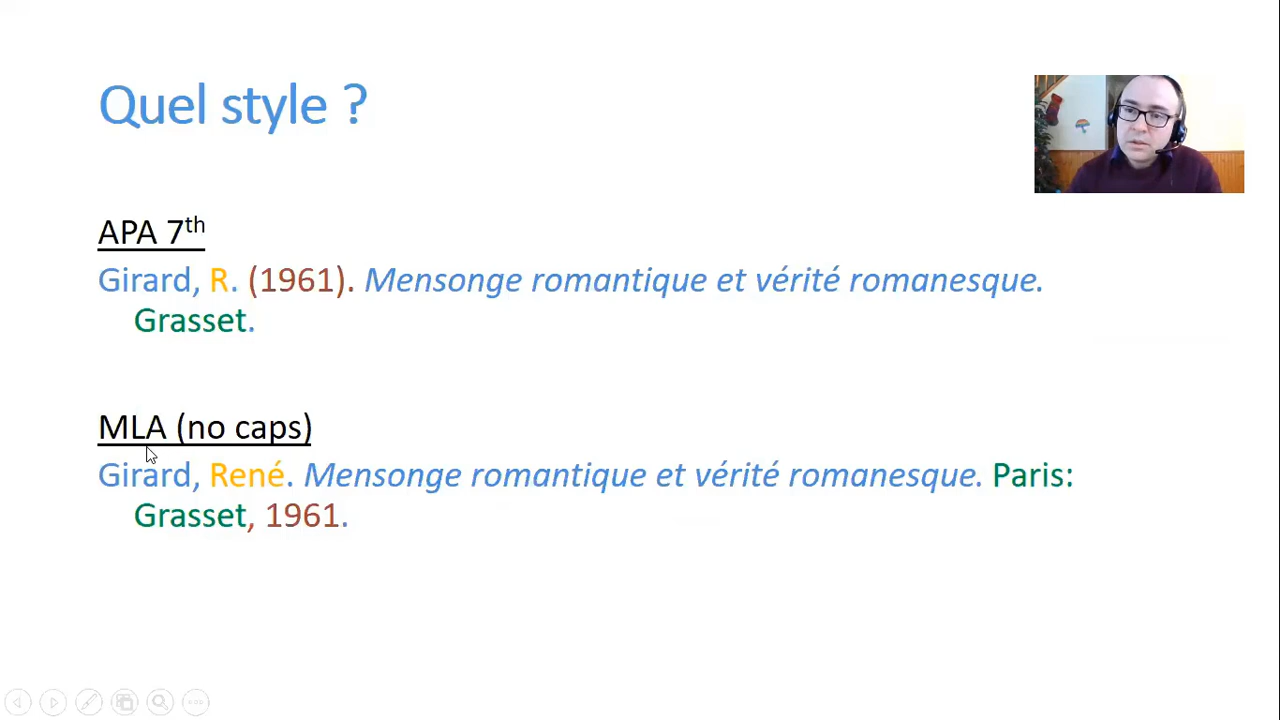 Quel style ?
APA 7th
Girard, R. (1961). Mensonge romantique et vérité romanesque.
Grasset.
MLA (no caps)
Girard, René. Mensonge romantique et vérité romanesque. Paris:
Grasset, 1961.